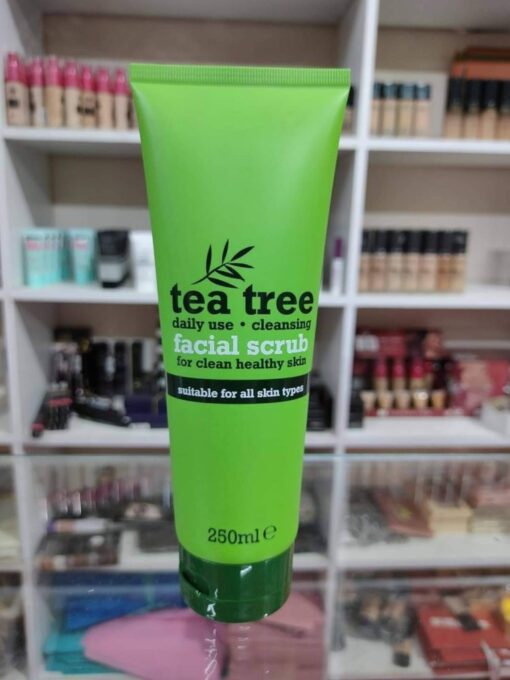 tea tree
daily use • cleansing
facial scrub
for clean healthy skin
suitable for all skin types
250ml e